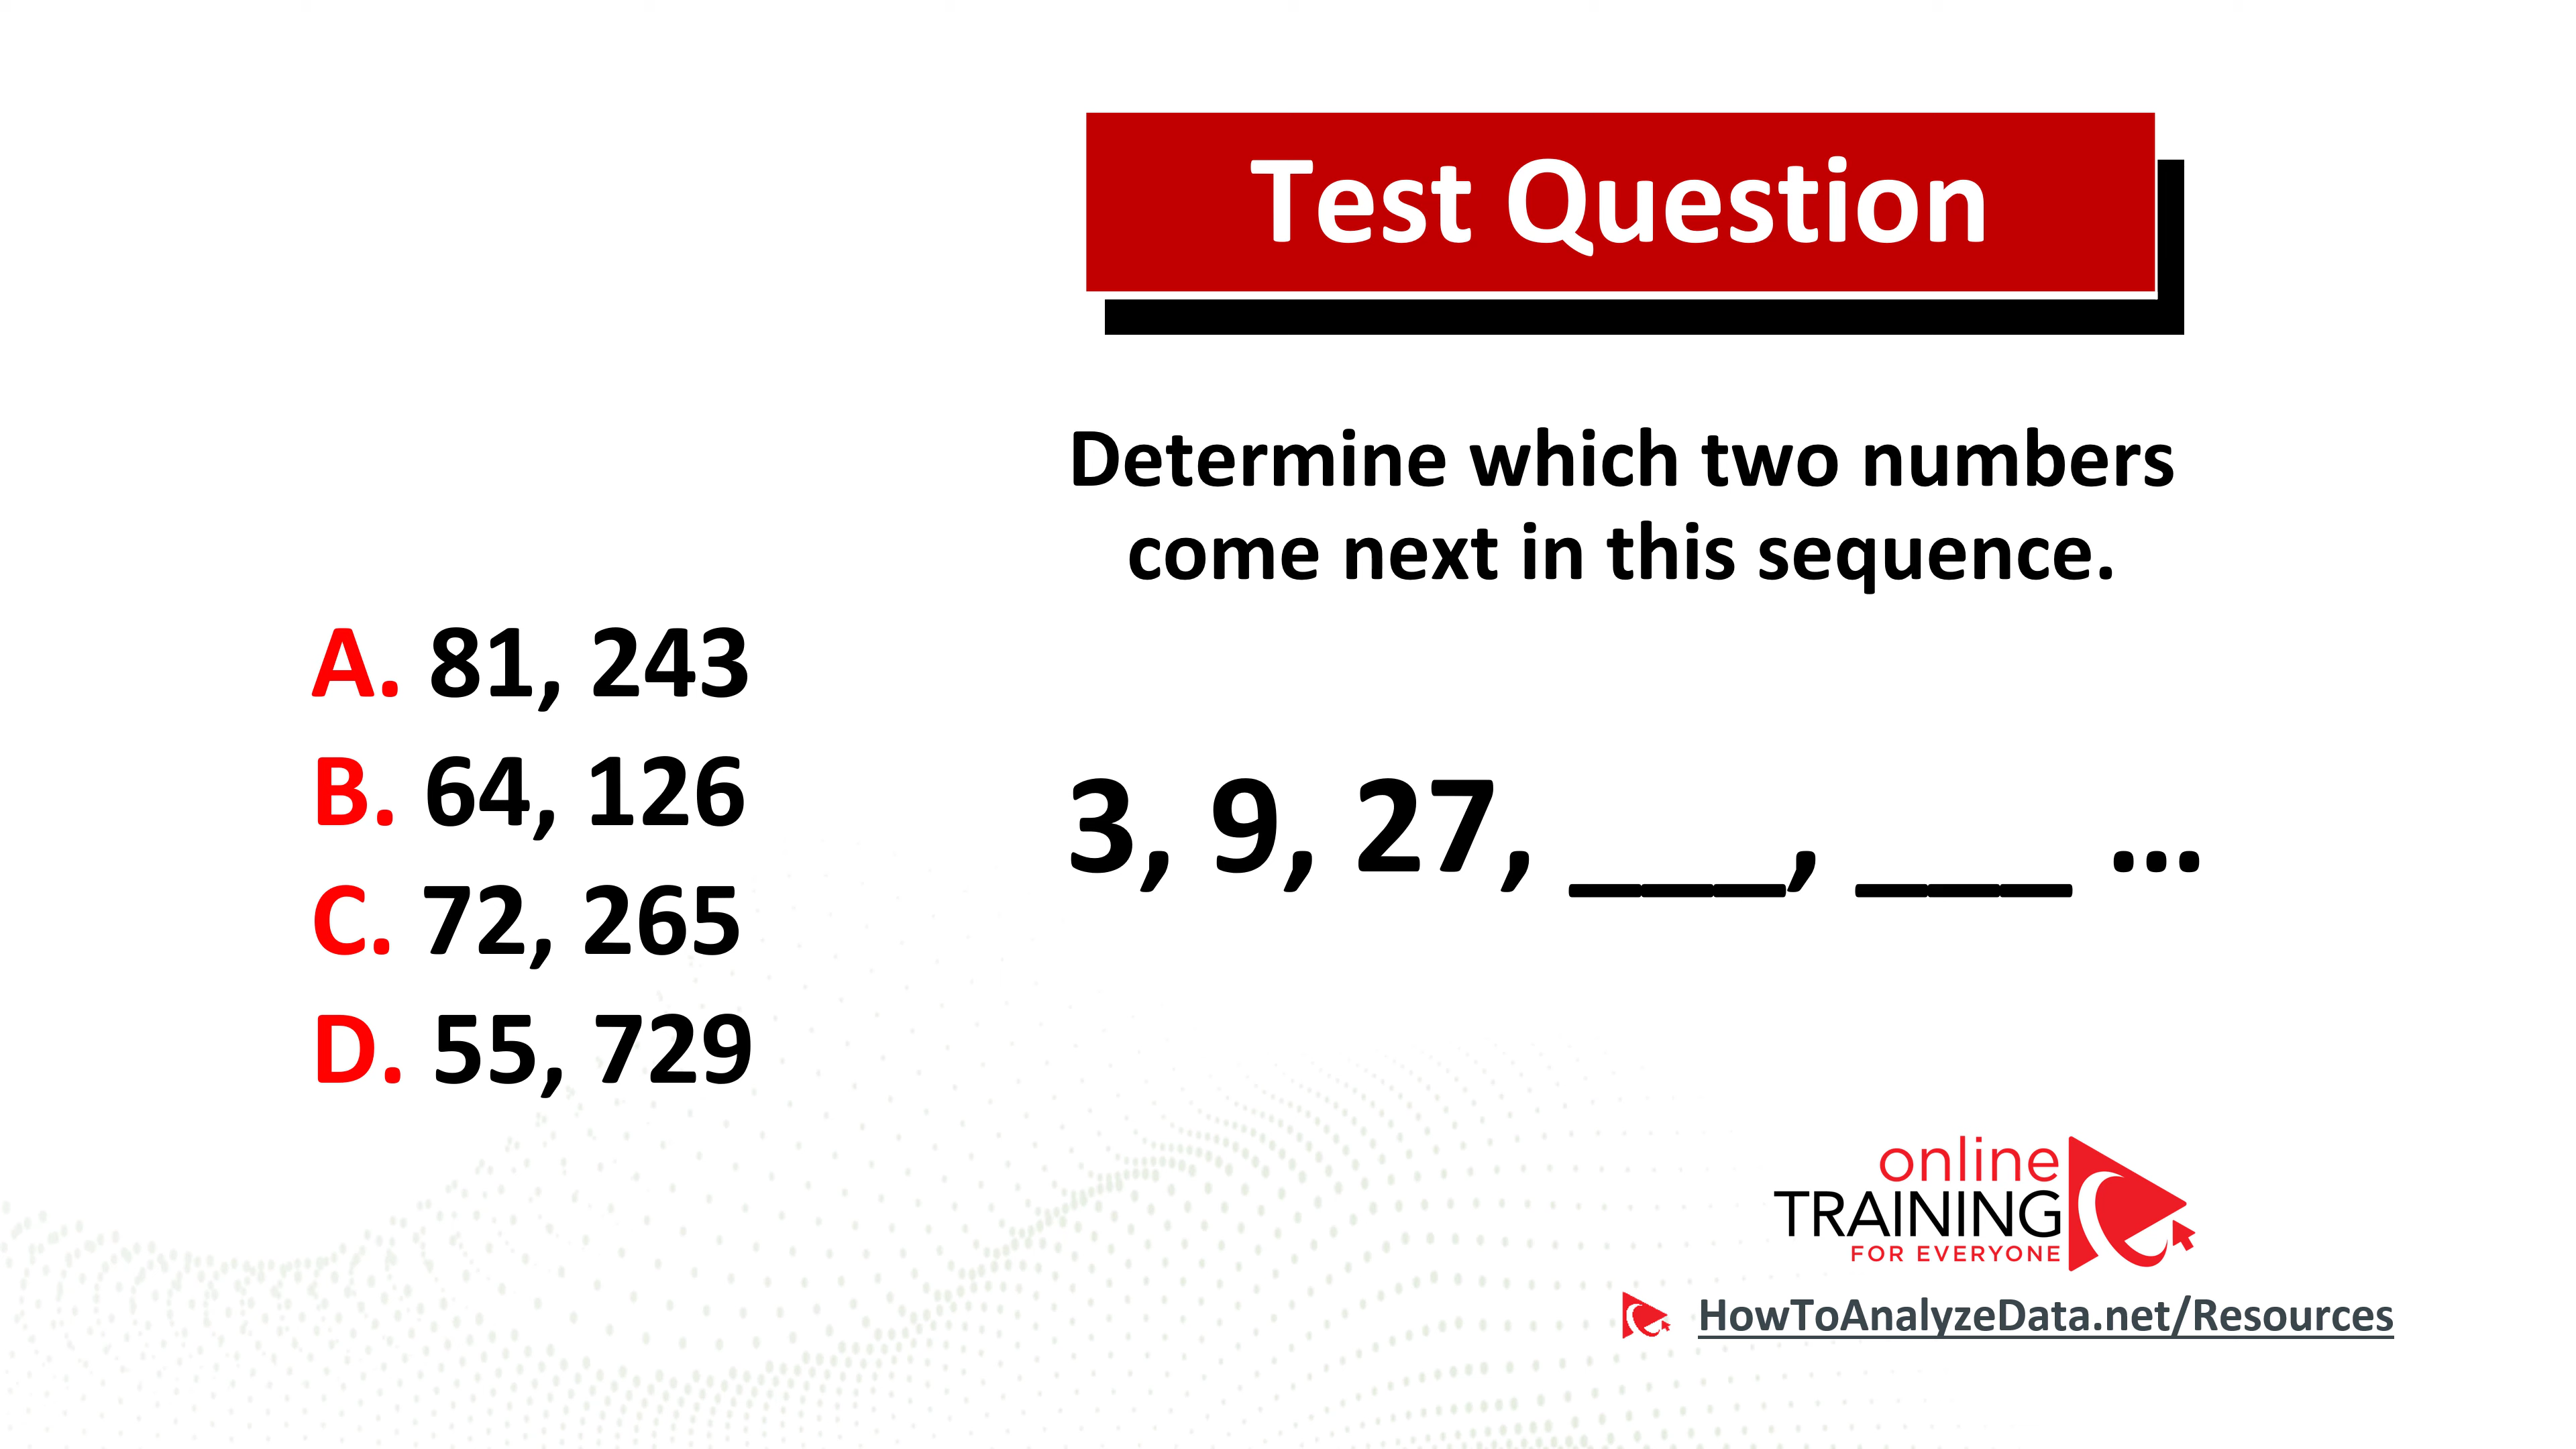 Test Question
Determine which two numbers
come next in this sequence.
A. 81, 243
B. 64, 126
C. 72, 265
D. 55, 729
3, 9, 27, ___, ___ ...
online
TRAINING
FOR EVERYONE
HowToAnalyzeData.net/Resources